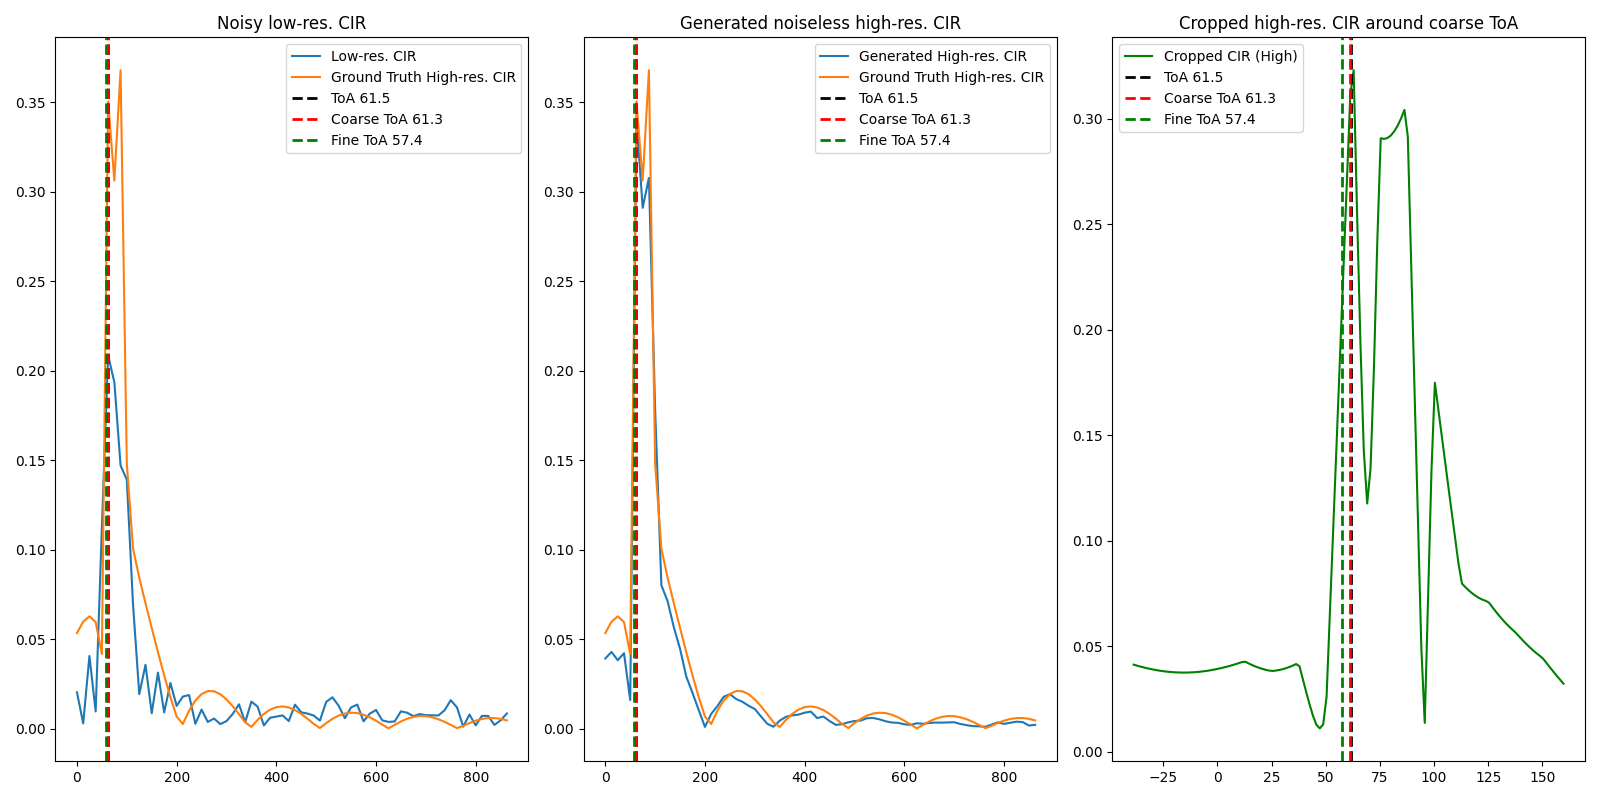 Noisy low-res. CIR
Low-res. CIR
Ground Truth High-res. CIR
ToA 61.5
Coarse ToA 61.3
Fine ToA 57.4
0.35
0.30
0.25
0.20
0.15
0.10
0.05
0.00
0
200
400
600
800
Generated noiseless high-res. CIR
Generated High-res. CIR
Ground Truth High-res. CIR
ToA 61.5
Coarse ToA 61.3
Fine ToA 57.4
0.35
0.30
0.25
0.20
0.15
0.10
0.05
0.00
0
200
400
600
800
Cropped high-res. CIR around coarse ToA
Cropped CIR (High)
ToA 61.5
Coarse ToA 61.3
Fine ToA 57.4
0.30
0.25
0.20
0.15
0.10
0.05
0.00
−25
0
25
50
75
100
125
150